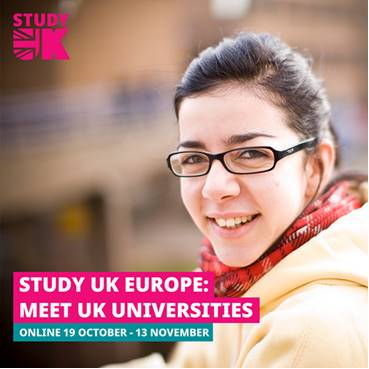 STUDY
UK
STUDY UK EUROPE:
MEET UK UNIVERSITIES
ONLINE 19 OCTOBER - 13 NOVEMBER